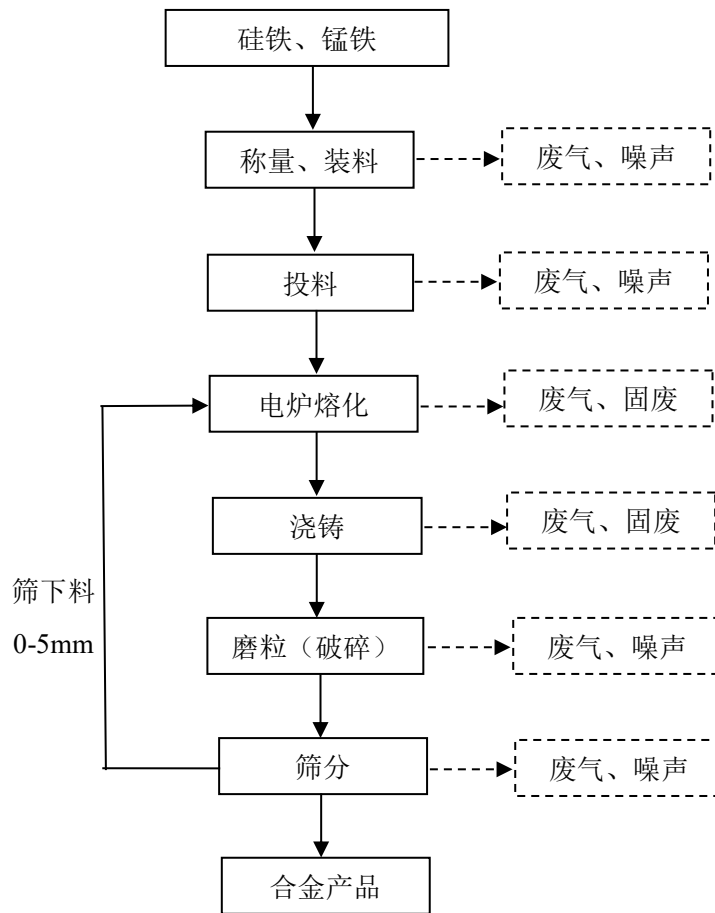 硅铁、锰铁
称量、装料
废气、噪声
投料
废气、噪声
电炉熔化
废气、固废
浇铸
废气、固废
筛下料
0-5mm
磨粒（破碎）
废气、噪声
筛分
废气、噪声
合金产品